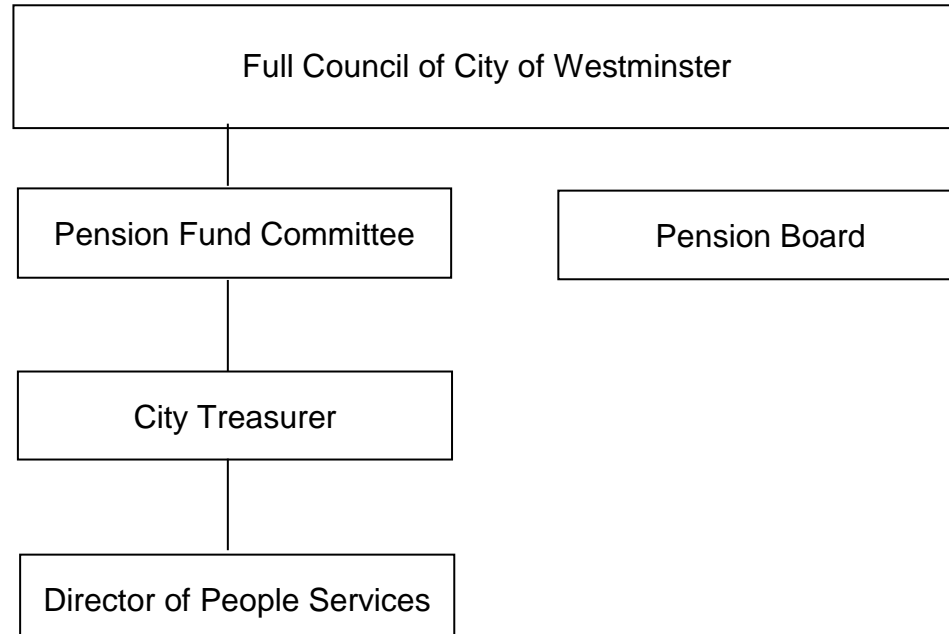 Full Council of City of Westminster
Pension Fund Committee
Pension Board
City Treasurer
Director of People Services